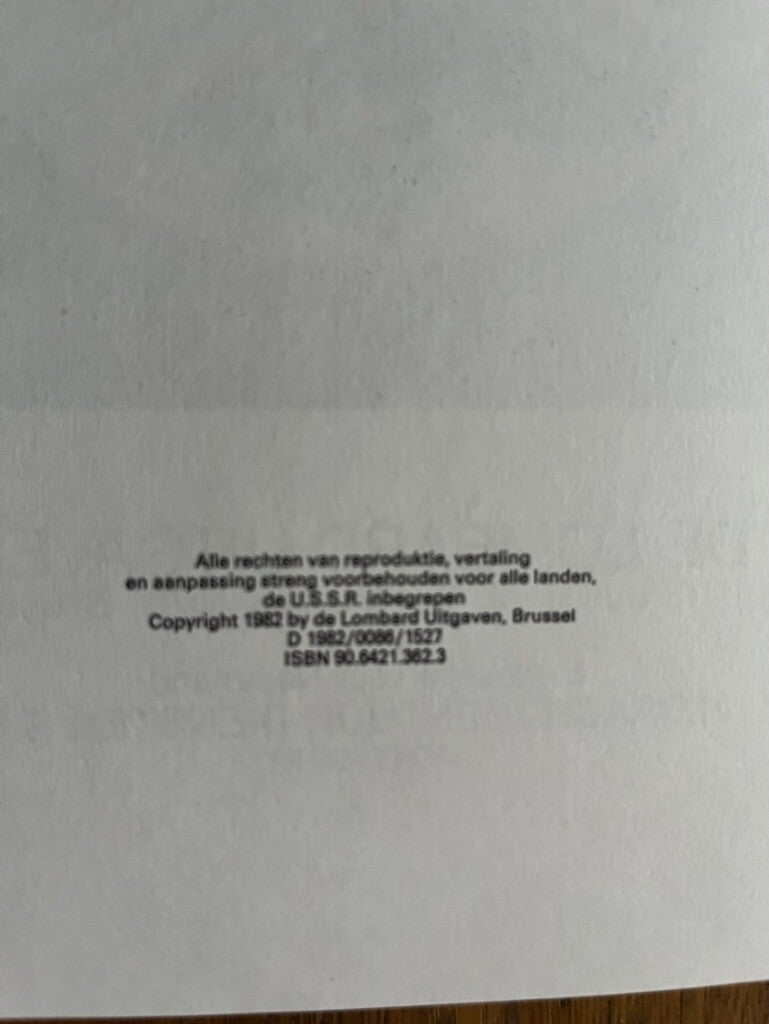 Alle rechten van reproduktie, vertaling
en aanpassing streng voorbehouden voor alle landen,
de U.S.S.R. inbegrepen
Copyright 1982 by de Lombard Uitgaven, Brussel
D 1982/0086/1527
ISBN 90.6421.362.3